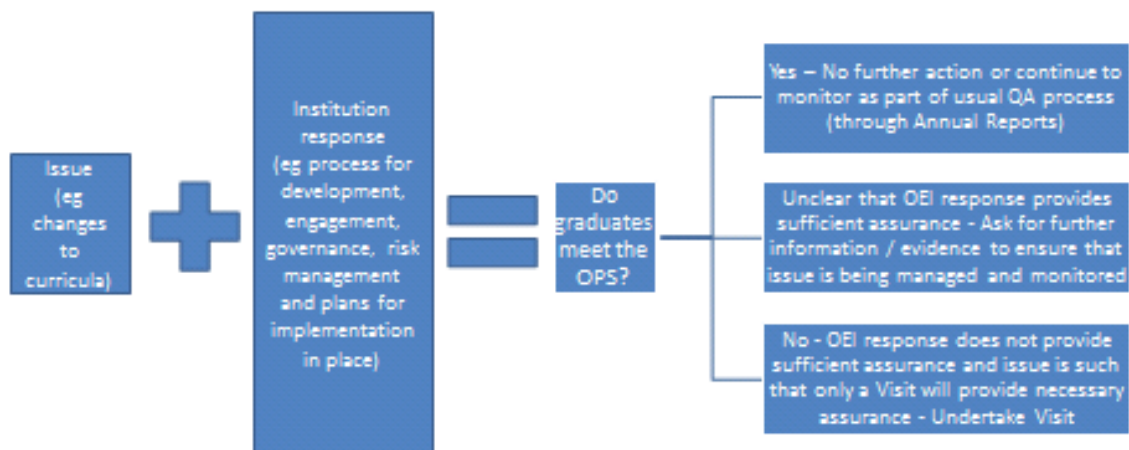 Issue
(eg
changes
to
curricula)
Institution
response
(eg process for
development,
engagement,
governance, risk
management
and plans for
implementation
in place)
Do
graduates
meet the
OPS?
Yes – No further action or continue to
monitor as part of usual QA process
(through Annual Reports)
Unclear that OEI response provides
sufficient assurance - Ask for further
information / evidence to ensure that
issue is being managed and monitored
No - OEI response does not provide
sufficient assurance and issue is such
that only a Visit will provide necessary
assurance - Undertake Visit